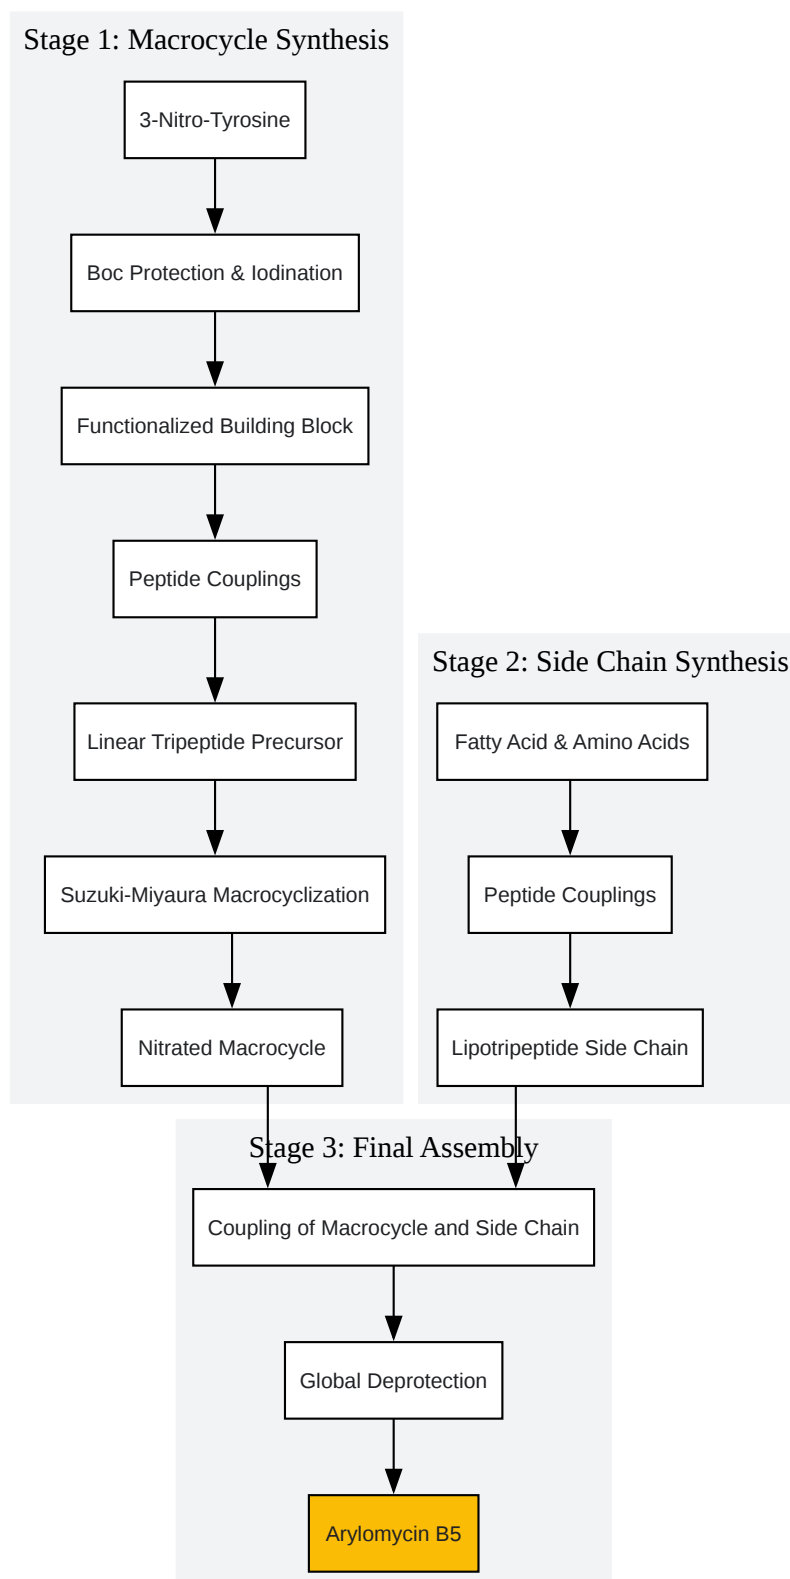 Stage 1: Macrocycle Synthesis
3-Nitro-Tyrosine
Boc Protection & Iodination
Functionalized Building Block
Peptide Couplings
Linear Tripeptide Precursor
Suzuki-Miyaura Macrocyclization
Nitrated Macrocycle
Stage 2: Side Chain Synthesis
Fatty Acid & Amino Acids
Peptide Couplings
Lipotripeptide Side Chain
Stage 3: Final Assembly
Coupling of Macrocycle and Side Chain
Global Deprotection
Arylomycin B5